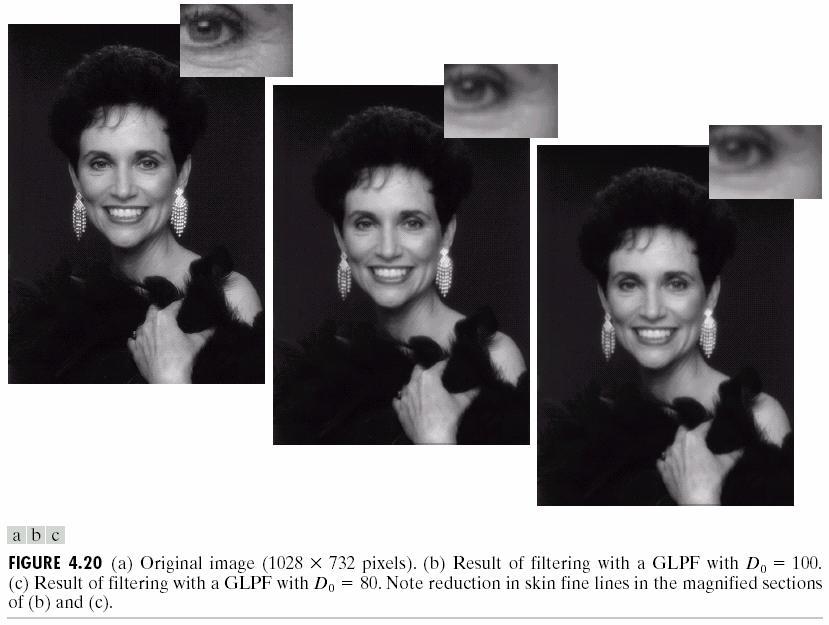 a b c
FIGURE 4.20 (a) Original image (1028 × 732 pixels). (b) Result of filtering with a GLPF with D₀ = 100.
(c) Result of filtering with a GLPF with D₀ = 80. Note reduction in skin fine lines in the magnified sections
of (b) and (c).